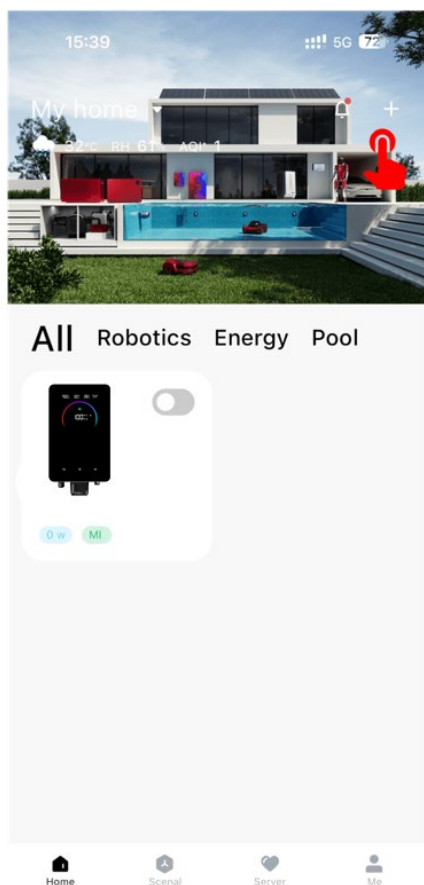 15:39 5G 72
My home
32°C RH 61% AQI: 1
All Robotics Energy Pool
0 w MI
Home Scenal Server Me